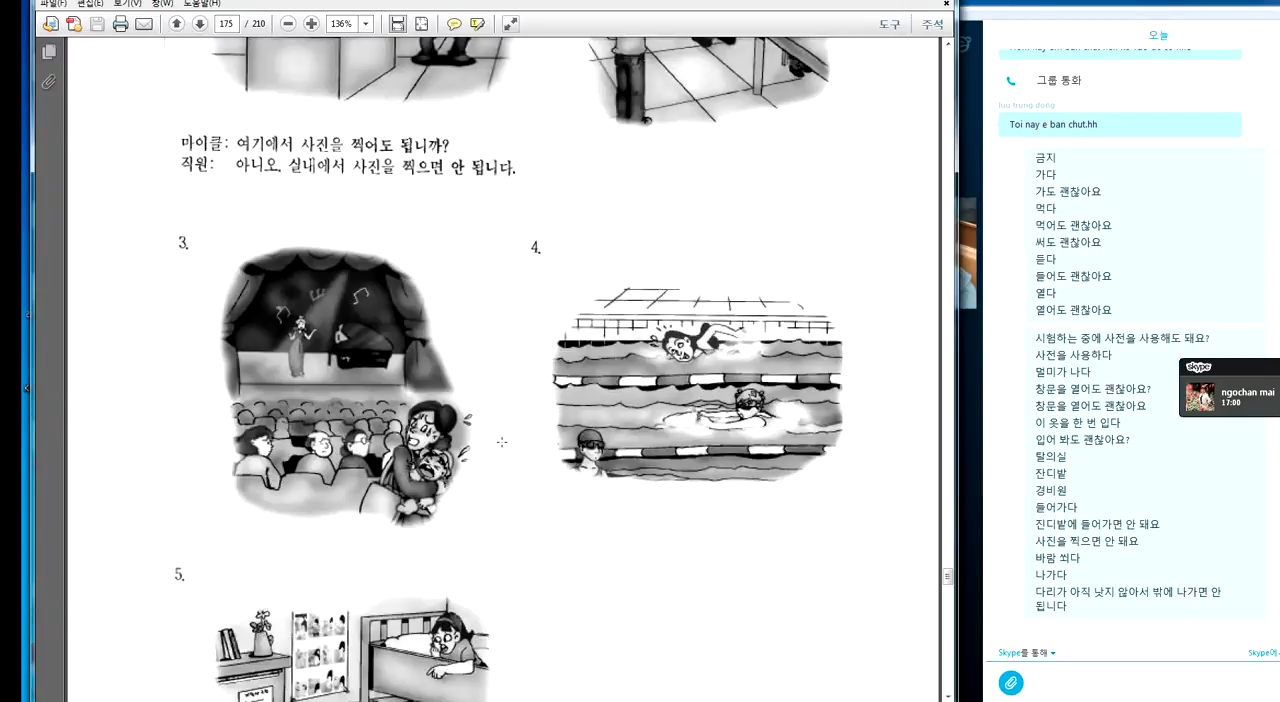 파일(F) 편집(E) 보기(V) 창(W) 도움말(H)
175 / 210
136%
도구
주석
마이클: 여기에서 사진을 찍어도 됩니까?
직원: 아니오. 실내에서 사진을 찍으면 안 됩니다.
3.
4.
5.
오늘
그룹 통화
luu trung dong
Toi nay e ban chut.hh
금지
가다
가도 괜찮아요
먹다
먹어도 괜찮아요
써도 괜찮아요
듣다
들어도 괜찮아요
열다
열어도 괜찮아요
시험하는 중에 사전을 사용해도 돼요?
사전을 사용하다
멀미가 나다
창문을 열어도 괜찮아요?
창문을 열어도 괜찮아요
이 옷을 한 번 입다
입어 봐도 괜찮아요?
탈의실
잔디밭
경비원
들어가다
진디밭에 들어가면 안 돼요
사진을 찍으면 안 돼요
바람 쐬다
나가다
다리가 아직 낫지 않아서 밖에 나가면 안
됩니다
skype
ngochan mai
17:00
Skype를 통해